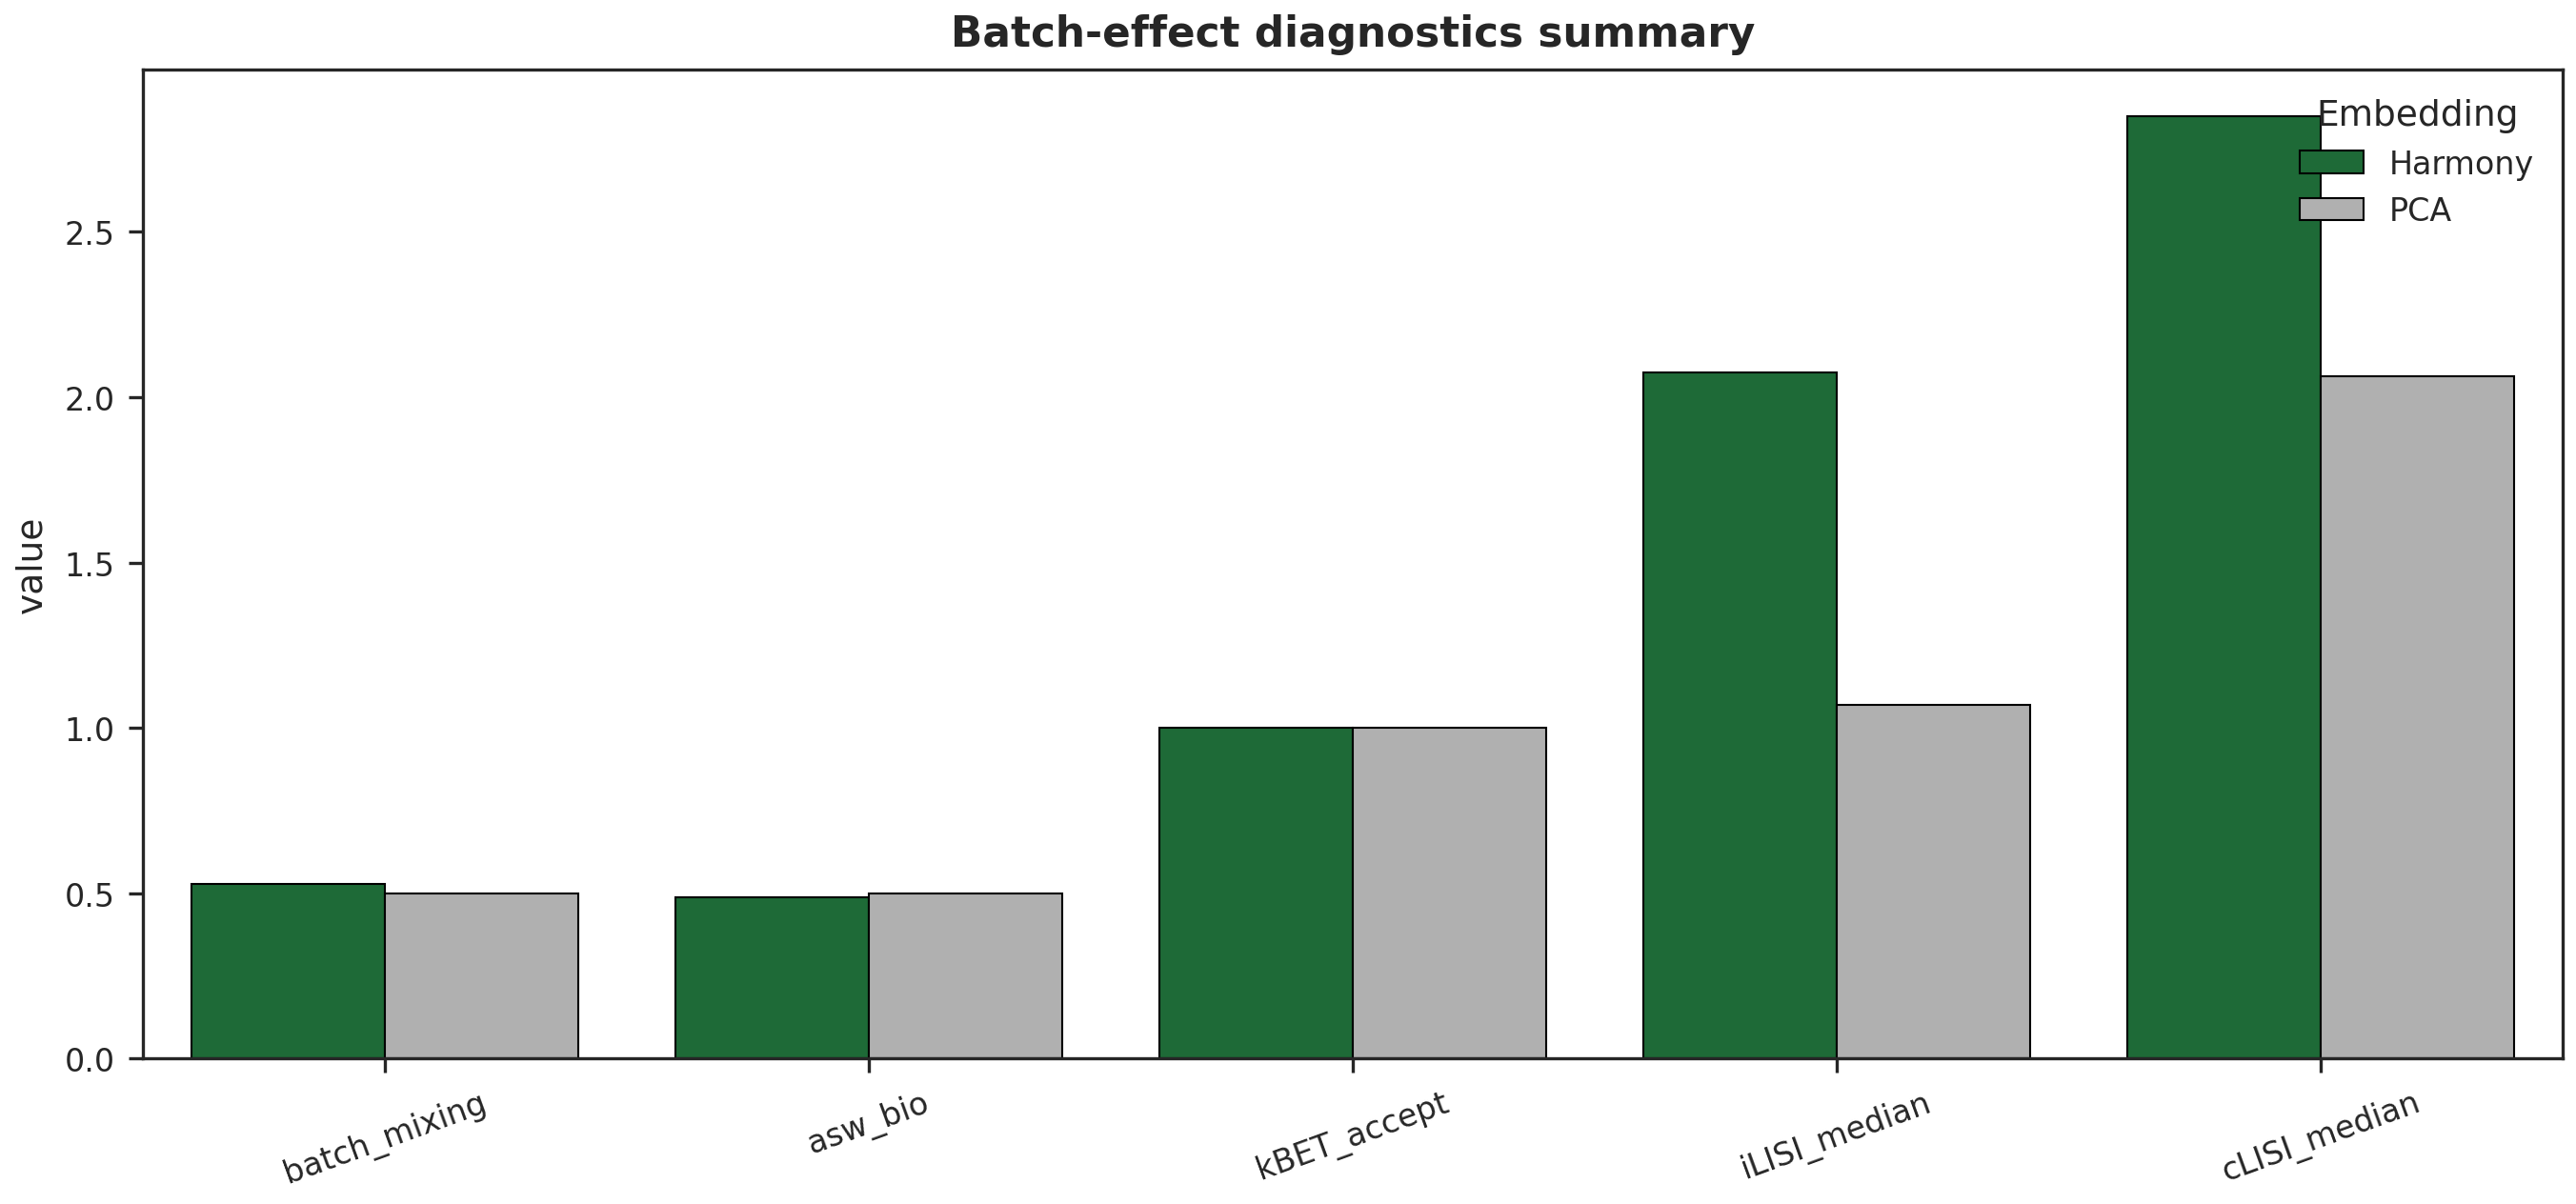 Batch-effect diagnostics summary
Embedding
Harmony
PCA
value
2.5
2.0
1.5
1.0
0.5
0.0
batch_mixing
asw_bio
kBET_accept
iLISI_median
cLISI_median